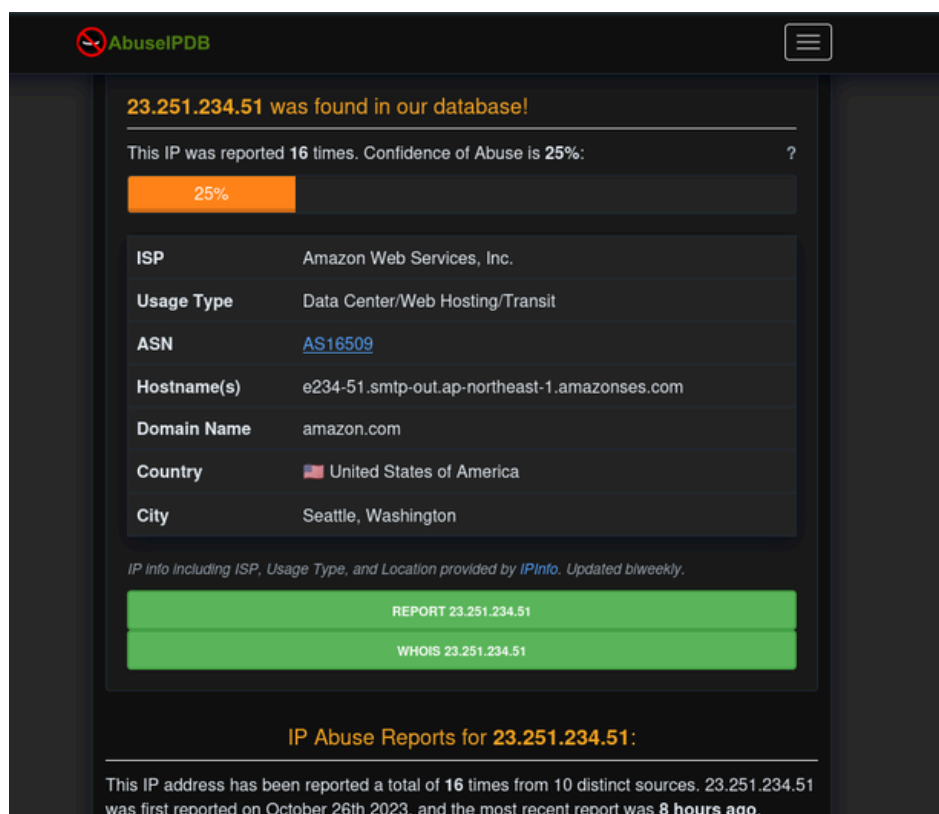 AbuseIPDB
23.251.234.51 was found in our database!
This IP was reported 16 times. Confidence of Abuse is 25%: ?
25%
ISP Amazon Web Services, Inc.
Usage Type Data Center/Web Hosting/Transit
ASN AS16509
Hostname(s) e234-51.smtp-out.ap-northeast-1.amazonses.com
Domain Name amazon.com
Country United States of America
City Seattle, Washington
IP info including ISP, Usage Type, and Location provided by IPInfo. Updated biweekly.
REPORT 23.251.234.51
WHOIS 23.251.234.51
IP Abuse Reports for 23.251.234.51:
This IP address has been reported a total of 16 times from 10 distinct sources. 23.251.234.51
was first reported on October 26th 2023, and the most recent report was 8 hours ago.